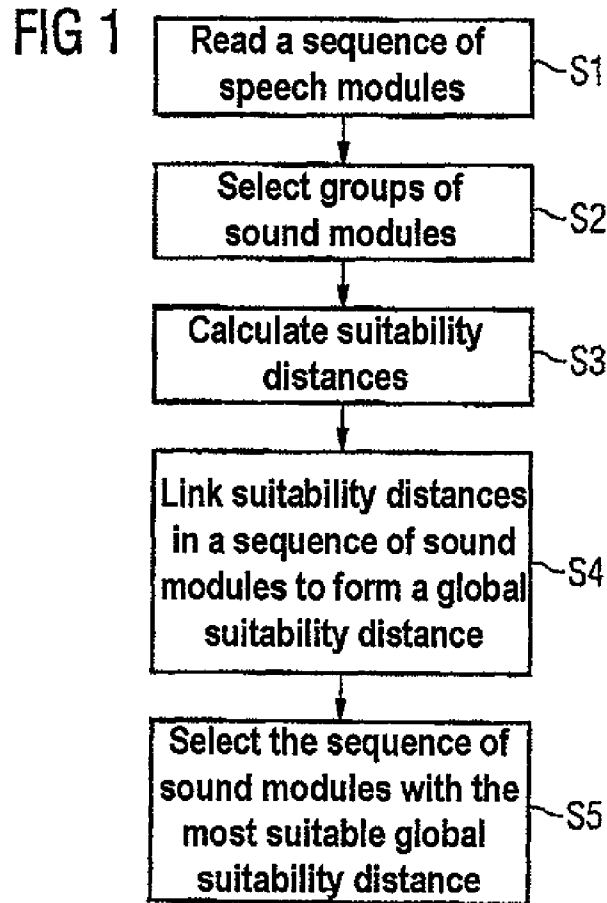 FIG 1
Read a sequence of
speech modules
S1
Select groups of
sound modules
S2
Calculate suitability
distances
S3
Link suitability distances
in a sequence of sound
modules to form a global
suitability distance
S4
Select the sequence of
sound modules with the
most suitable global
suitability distance
S5